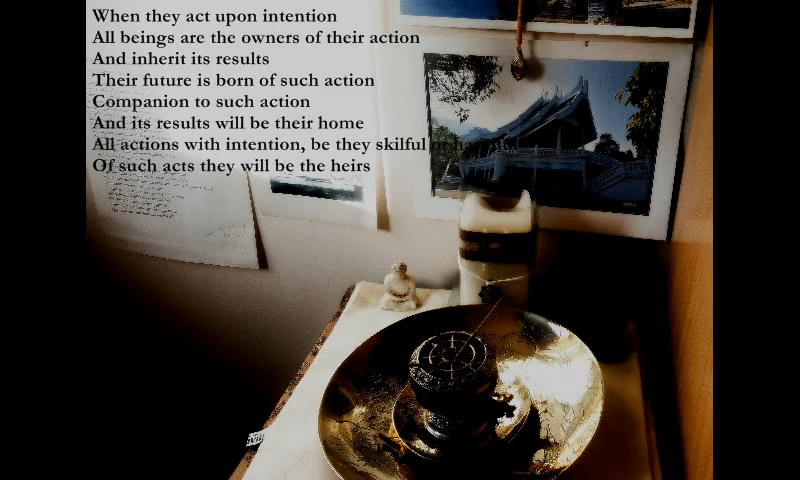 When they act upon intention
All beings are the owners of their action
And inherit its results
Their future is born of such action
Companion to such action
And its results will be their home
All actions with intention, be they skilful or
Of such acts they will be the heirs